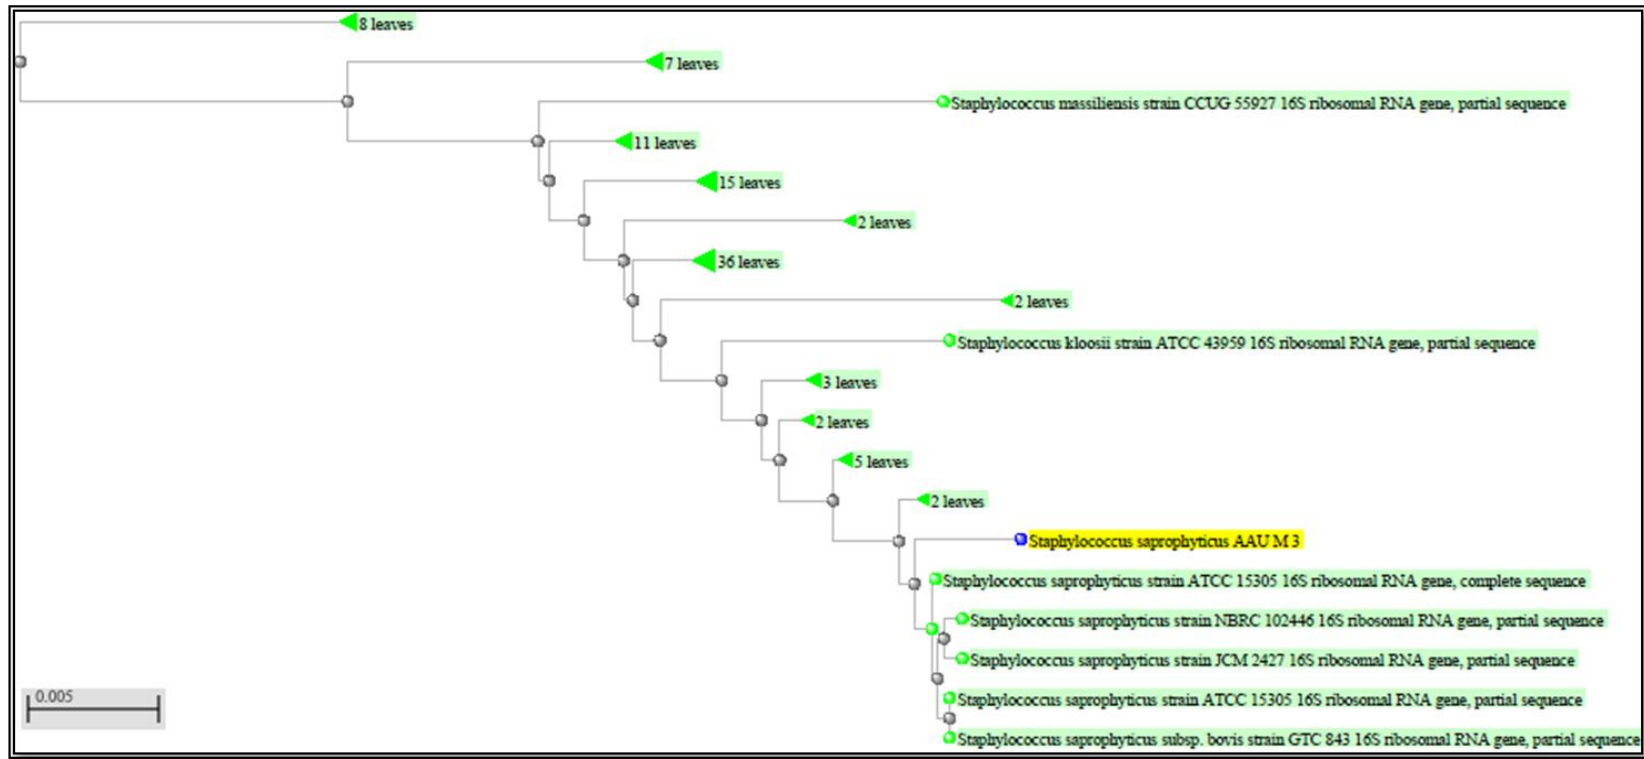 8 leaves
7 leaves
Staphylococcus massiliensis strain CCUG 55927 16S ribosomal RNA gene, partial sequence
11 leaves
15 leaves
2 leaves
36 leaves
2 leaves
Staphylococcus kloosii strain ATCC 43959 16S ribosomal RNA gene, partial sequence
3 leaves
2 leaves
5 leaves
2 leaves
Staphylococcus saprophyticus AAU M 3
Staphylococcus saprophyticus strain ATCC 15305 16S ribosomal RNA gene, complete sequence
Staphylococcus saprophyticus strain NBRC 102446 16S ribosomal RNA gene, partial sequence
Staphylococcus saprophyticus strain JCM 2427 16S ribosomal RNA gene, partial sequence
Staphylococcus saprophyticus strain ATCC 15305 16S ribosomal RNA gene, partial sequence
0.005
Staphylococcus saprophyticus subsp. bovis strain GTC 843 16S ribosomal RNA gene, partial sequence